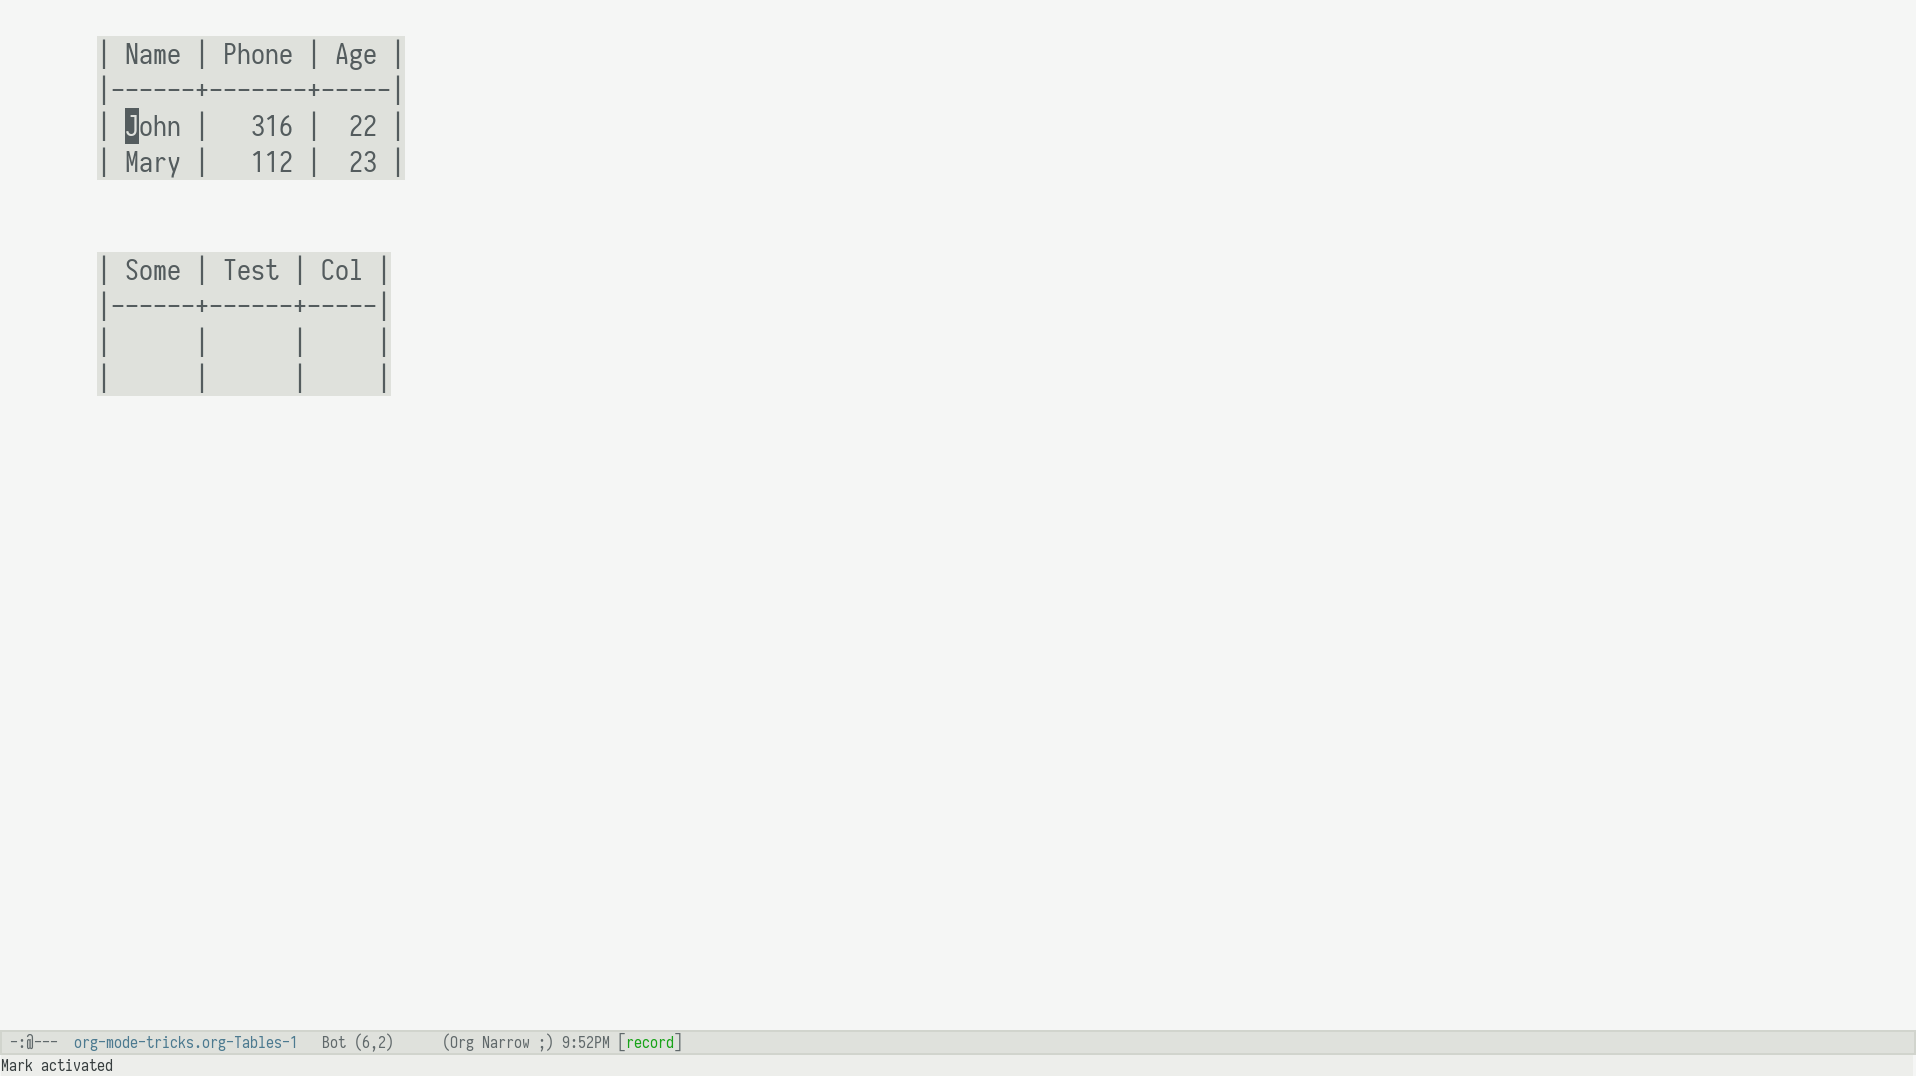 | Name | Phone | Age |
|------+-------+-----|
| John |   316 |  22 |
| Mary |   112 |  23 |
| Some | Test | Col |
|------+------+-----|
|      |      |     |
|      |      |     |
-:@---  org-mode-tricks.org-Tables-1   Bot (6,2)      (Org Narrow ;) 9:52PM [record]
Mark activated